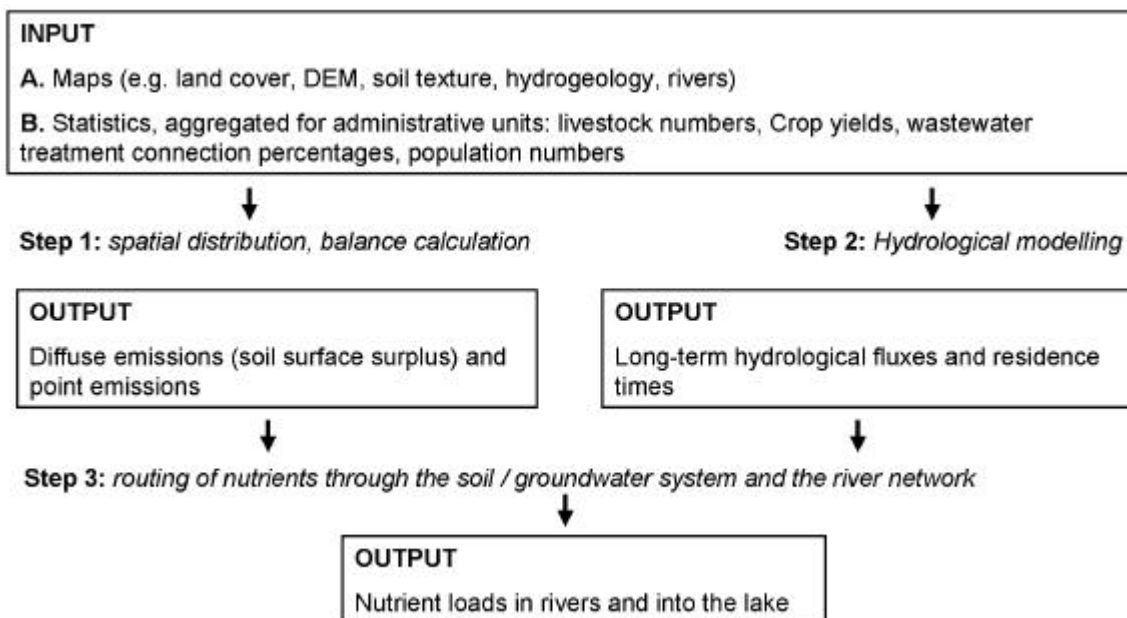 INPUT
A. Maps (e.g. land cover, DEM, soil texture, hydrogeology, rivers)
B. Statistics, aggregated for administrative units: livestock numbers, Crop yields, wastewater
treatment connection percentages, population numbers
Step 1: spatial distribution, balance calculation
Step 2: Hydrological modelling
OUTPUT
Diffuse emissions (soil surface surplus) and
point emissions
OUTPUT
Long-term hydrological fluxes and residence
times
Step 3: routing of nutrients through the soil / groundwater system and the river network
OUTPUT
Nutrient loads in rivers and into the lake